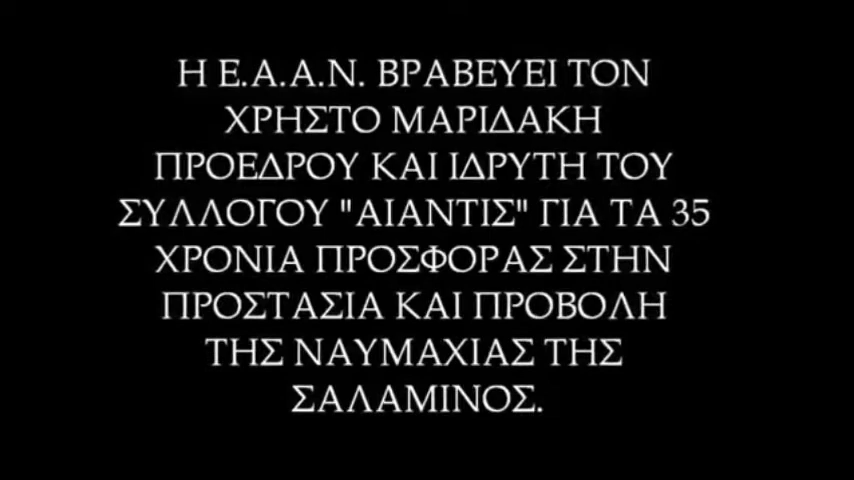 Η Ε.Α.Α.Ν. ΒΡΑΒΕΥΕΙ ΤΟΝ
ΧΡΗΣΤΟ ΜΑΡΙΔΑΚΗ
ΠΡΟΕΔΡΟΥ ΚΑΙ ΙΔΡΥΤΗ ΤΟΥ
ΣΥΛΛΟΓΟΥ "ΑΙΑΝΤΙΣ" ΓΙΑ ΤΑ 35
ΧΡΟΝΙΑ ΠΡΟΣΦΟΡΑΣ ΣΤΗΝ
ΠΡΟΣΤΑΣΙΑ ΚΑΙ ΠΡΟΒΟΛΗ
ΤΗΣ ΝΑΥΜΑΧΙΑΣ ΤΗΣ
ΣΑΛΑΜΙΝΟΣ.